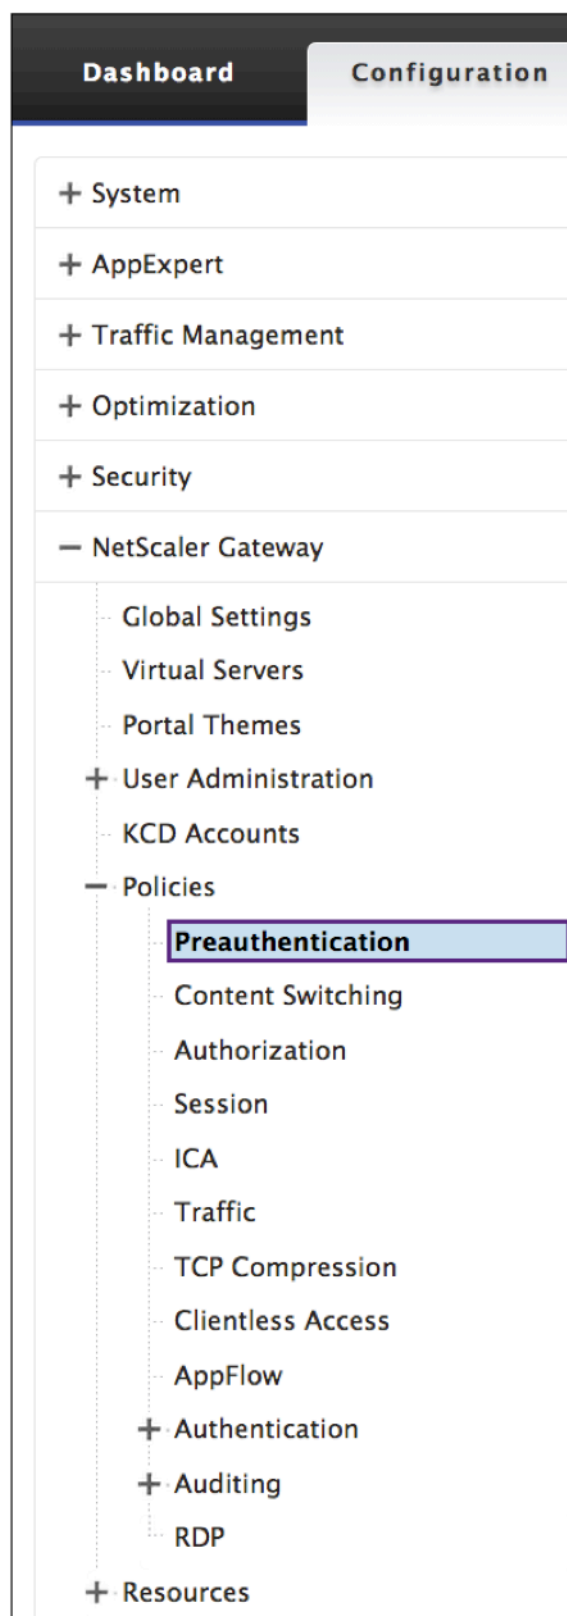 Dashboard Configuration
System
AppExpert
Traffic Management
Optimization
Security
NetScaler Gateway
Global Settings
Virtual Servers
Portal Themes
User Administration
KCD Accounts
Policies
Preauthentication
Content Switching
Authorization
Session
ICA
Traffic
TCP Compression
Clientless Access
AppFlow
Authentication
Auditing
RDP
Resources